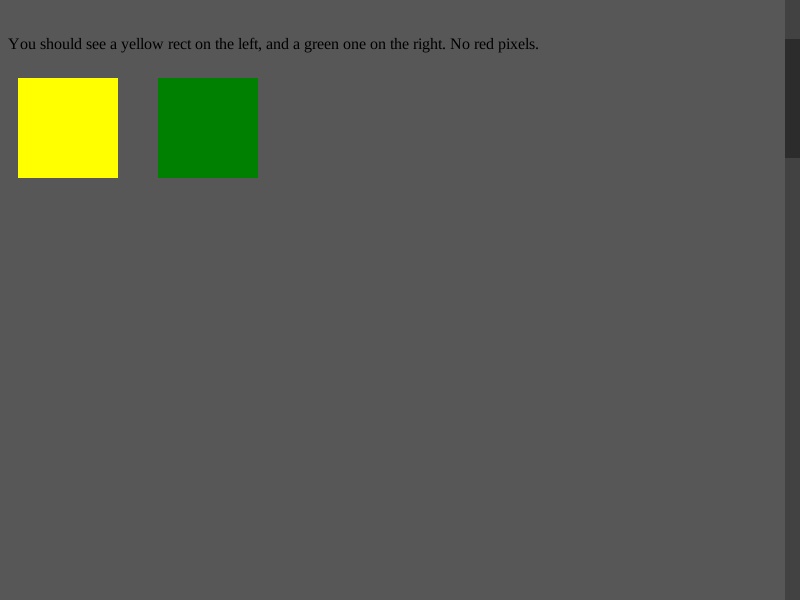 You should see a yellow rect on the left, and a green one on the right. No red pixels.